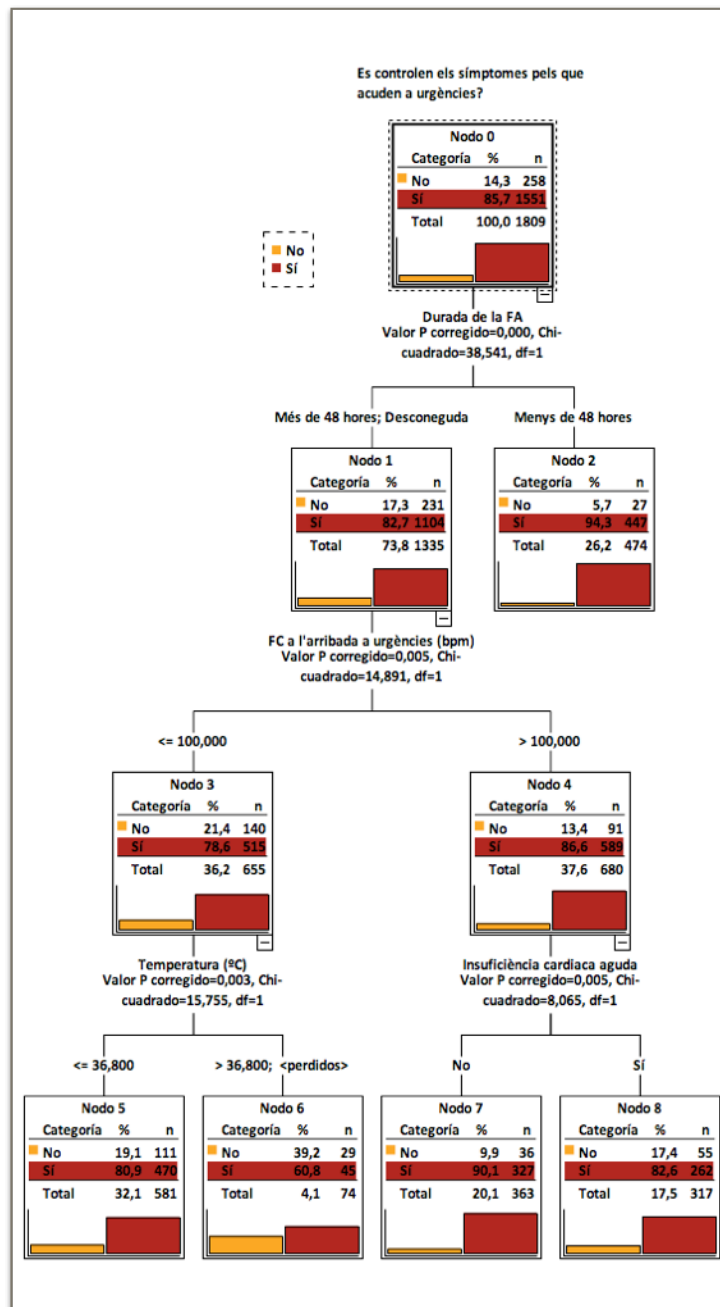 Es controlen els símptomes pels que
acuden a urgències?
Nodo 0
Categoría % n
No 14,3 258
Sí 85,7 1551
Total 100,0 1809
No
Sí
Durada de la FA
Valor P corregido=0,000, Chi-
cuadrado=38,541, df=1
Més de 48 hores; Desconeguda
Menys de 48 hores
Nodo 1
Categoría % n
No 17,3 231
Sí 82,7 1104
Total 73,8 1335
Nodo 2
Categoría % n
No 5,7 27
Sí 94,3 447
Total 26,2 474
FC a l'arribada a urgències (bpm)
Valor P corregido=0,005, Chi-
cuadrado=14,891, df=1
<= 100,000
> 100,000
Nodo 3
Categoría % n
No 21,4 140
Sí 78,6 515
Total 36,2 655
Nodo 4
Categoría % n
No 13,4 91
Sí 86,6 589
Total 37,6 680
Temperatura (ºC)
Valor P corregido=0,003, Chi-
cuadrado=15,755, df=1
Insuficiència cardiaca aguda
Valor P corregido=0,005, Chi-
cuadrado=8,065, df=1
<= 36,800
> 36,800; <perdidos>
No
Sí
Nodo 5
Categoría % n
No 19,1 111
Sí 80,9 470
Total 32,1 581
Nodo 6
Categoría % n
No 39,2 29
Sí 60,8 45
Total 4,1 74
Nodo 7
Categoría % n
No 9,9 36
Sí 90,1 327
Total 20,1 363
Nodo 8
Categoría % n
No 17,4 55
Sí 82,6 262
Total 17,5 317